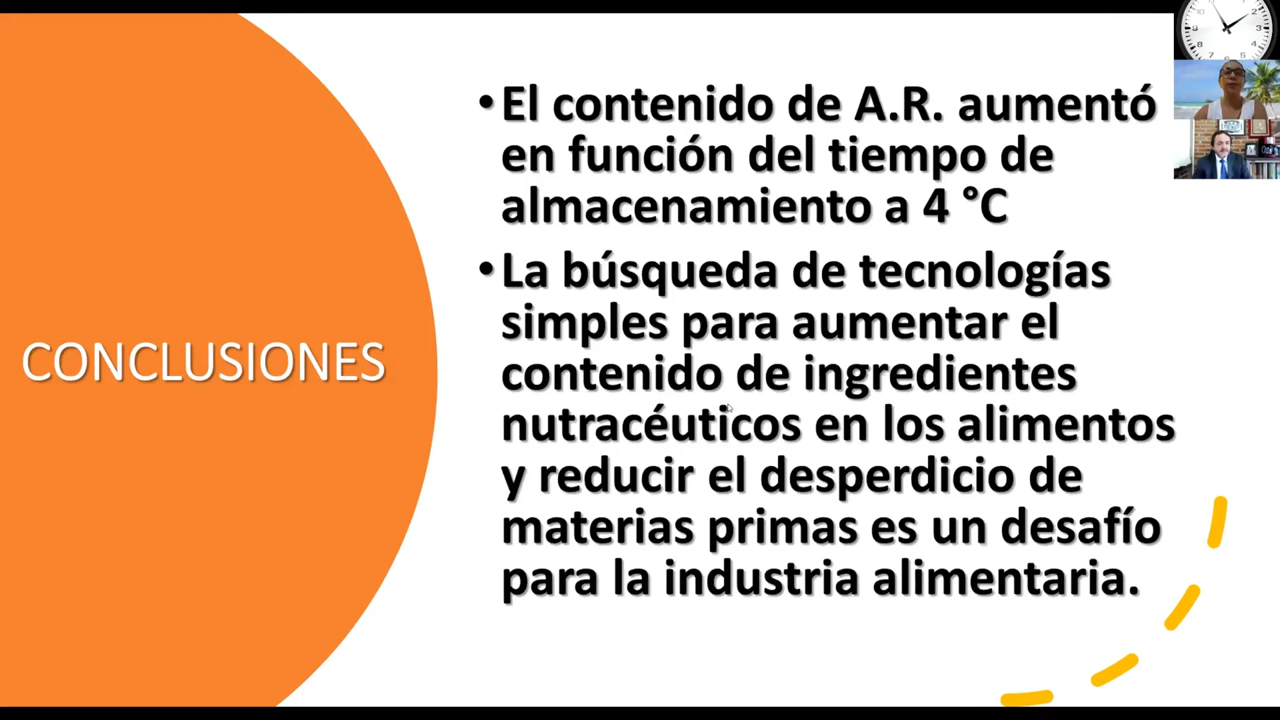 CONCLUSIONES
•El contenido de A.R. aumentó
en función del tiempo de
almacenamiento a 4 °C
•La búsqueda de tecnologías
simples para aumentar el
contenido de ingredientes
nutracéuticos en los alimentos
y reducir el desperdicio de
materias primas es un desafío
para la industria alimentaria.